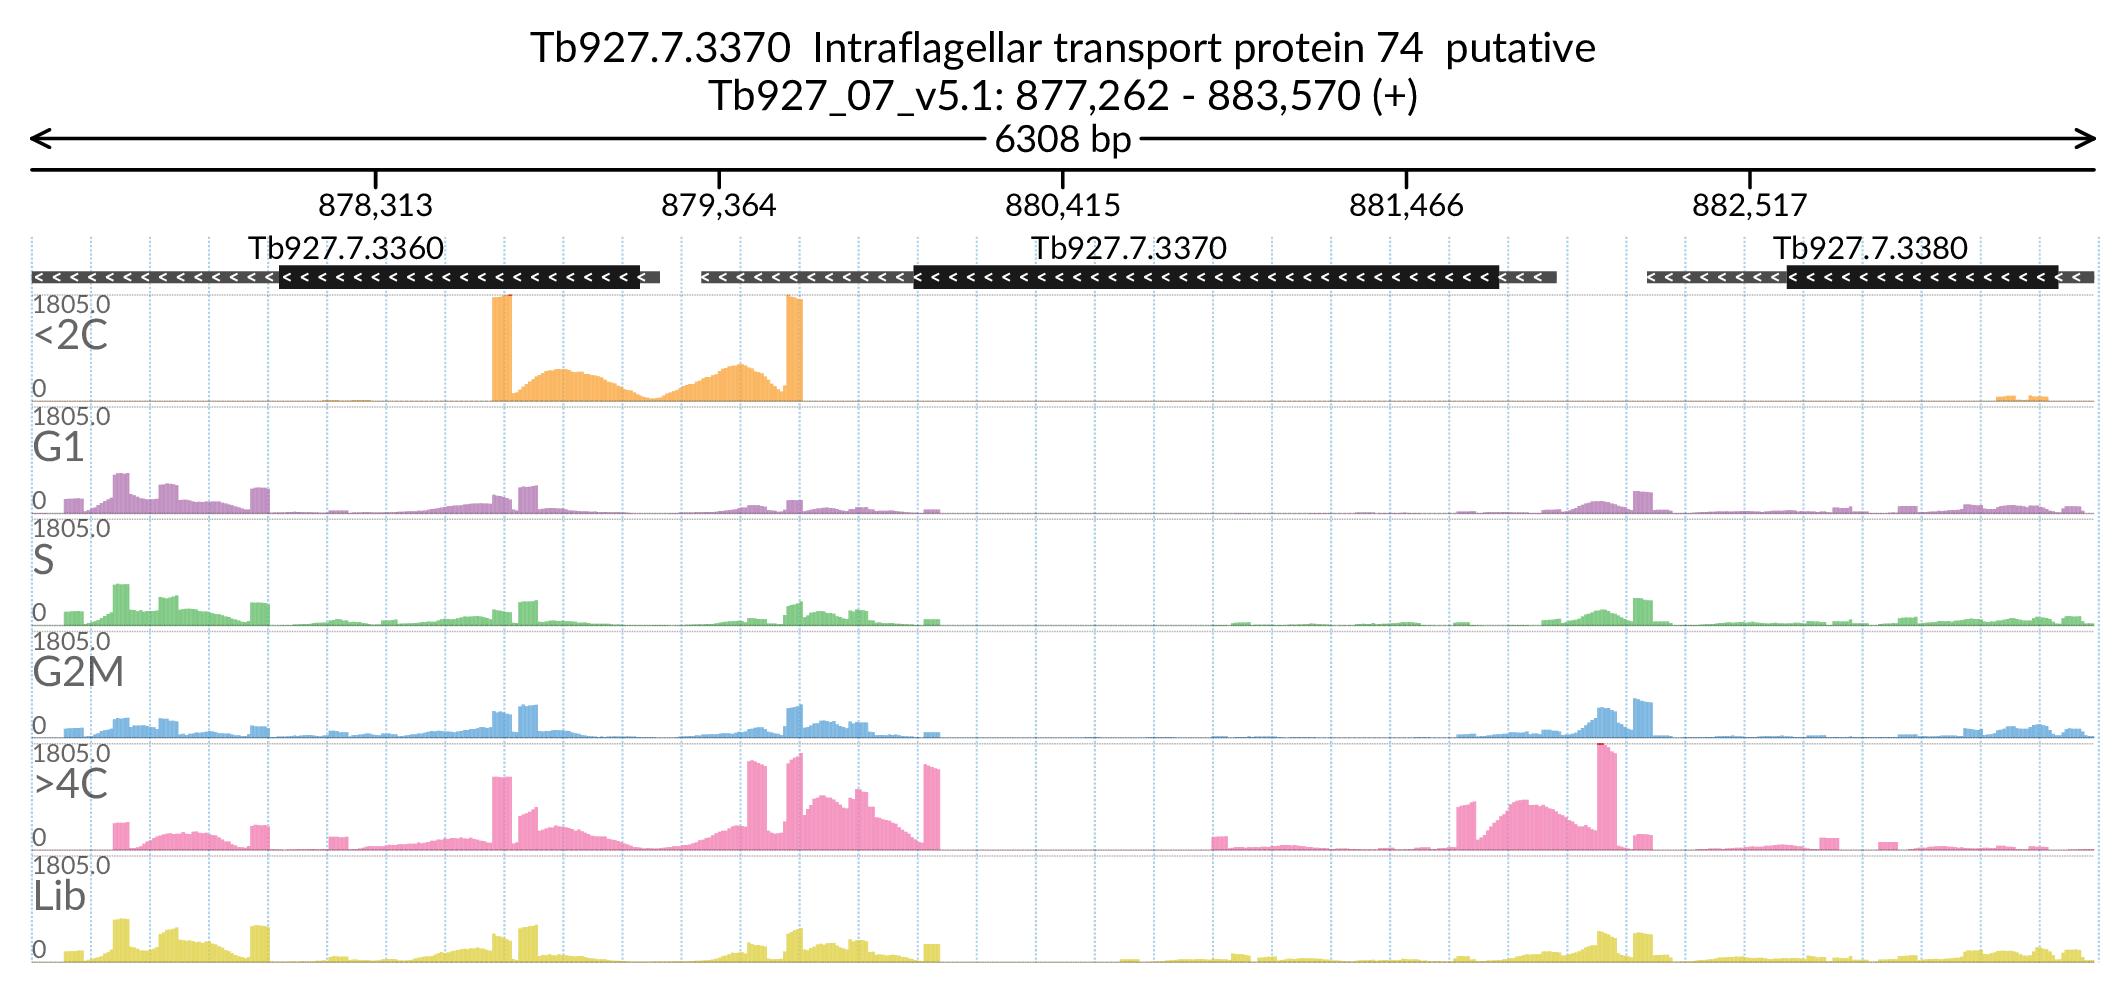 Tb927.7.3370  Intraflagellar transport protein 74  putative
Tb927_07_v5.1: 877,262 - 883,570 (+)
6308 bp
878,313 879,364 880,415 881,466 882,517
Tb927.7.3360 Tb927.7.3370 Tb927.7.3380
1805.0
<2C
0
1805.0
G1
0
1805.0
S
0
1805.0
G2M
0
1805.0
>4C
0
1805.0
Lib
0